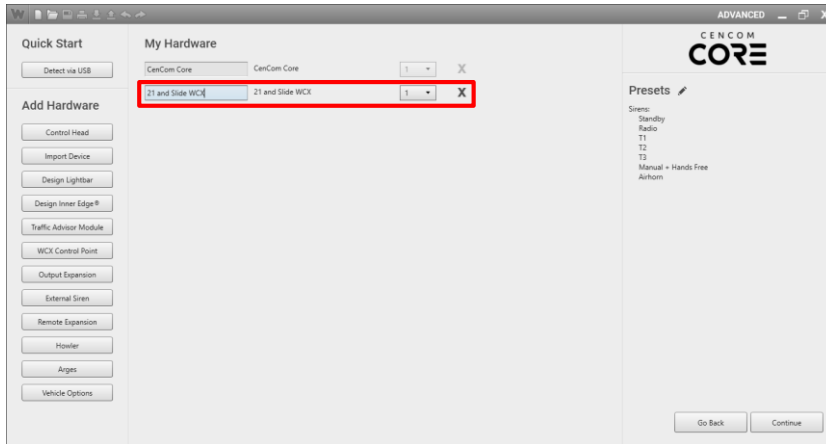 ADVANCED
Quick Start
Detect via USB
Add Hardware
Control Head
Import Device
Design Lightbar
Design Inner Edge®
Traffic Advisor Module
WCX Control Point
Output Expansion
External Siren
Remote Expansion
Howler
Arges
Vehicle Options
My Hardware
CenCom Core CenCom Core 1 X
21 and Slide WCX 21 and Slide WCX 1 X
CENCOM
CORE
Presets
Sirens:
Standby
Radio
T1
T2
T3
Manual + Hands Free
Airhorn
Go Back Continue